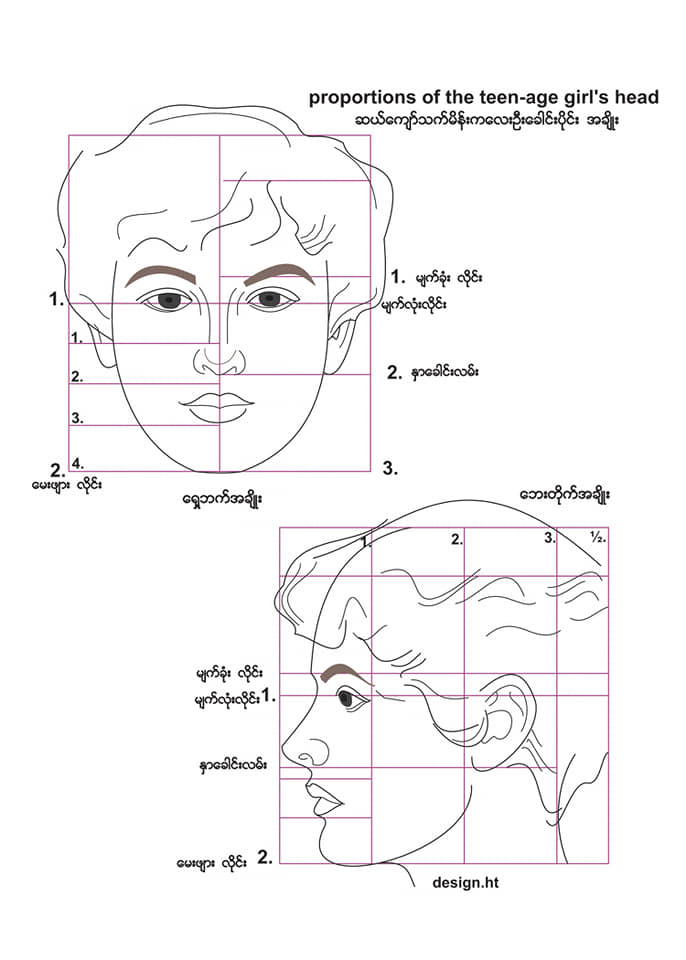 proportions of the teen-age girl's head
ဆယ်ကျော်သက်မိန်းကလေးဦးခေါင်းပိုင်း အချိုး
1. မျက်ခုံး လိုင်း
1.
မျက်လုံးလိုင်း
1.
2. နှာခေါင်းလမ်း
2.
3.
4.
2.
3.
မေးဖျား လိုင်း
ရှေ့ဘက်အချိုး
ဘေးတိုက်အချိုး
1.
2.
3.
½.
မျက်ခုံး လိုင်း
မျက်လုံးလိုင်း 1.
နှာခေါင်းလမ်း
မေးဖျား လိုင်း 2.
design.ht